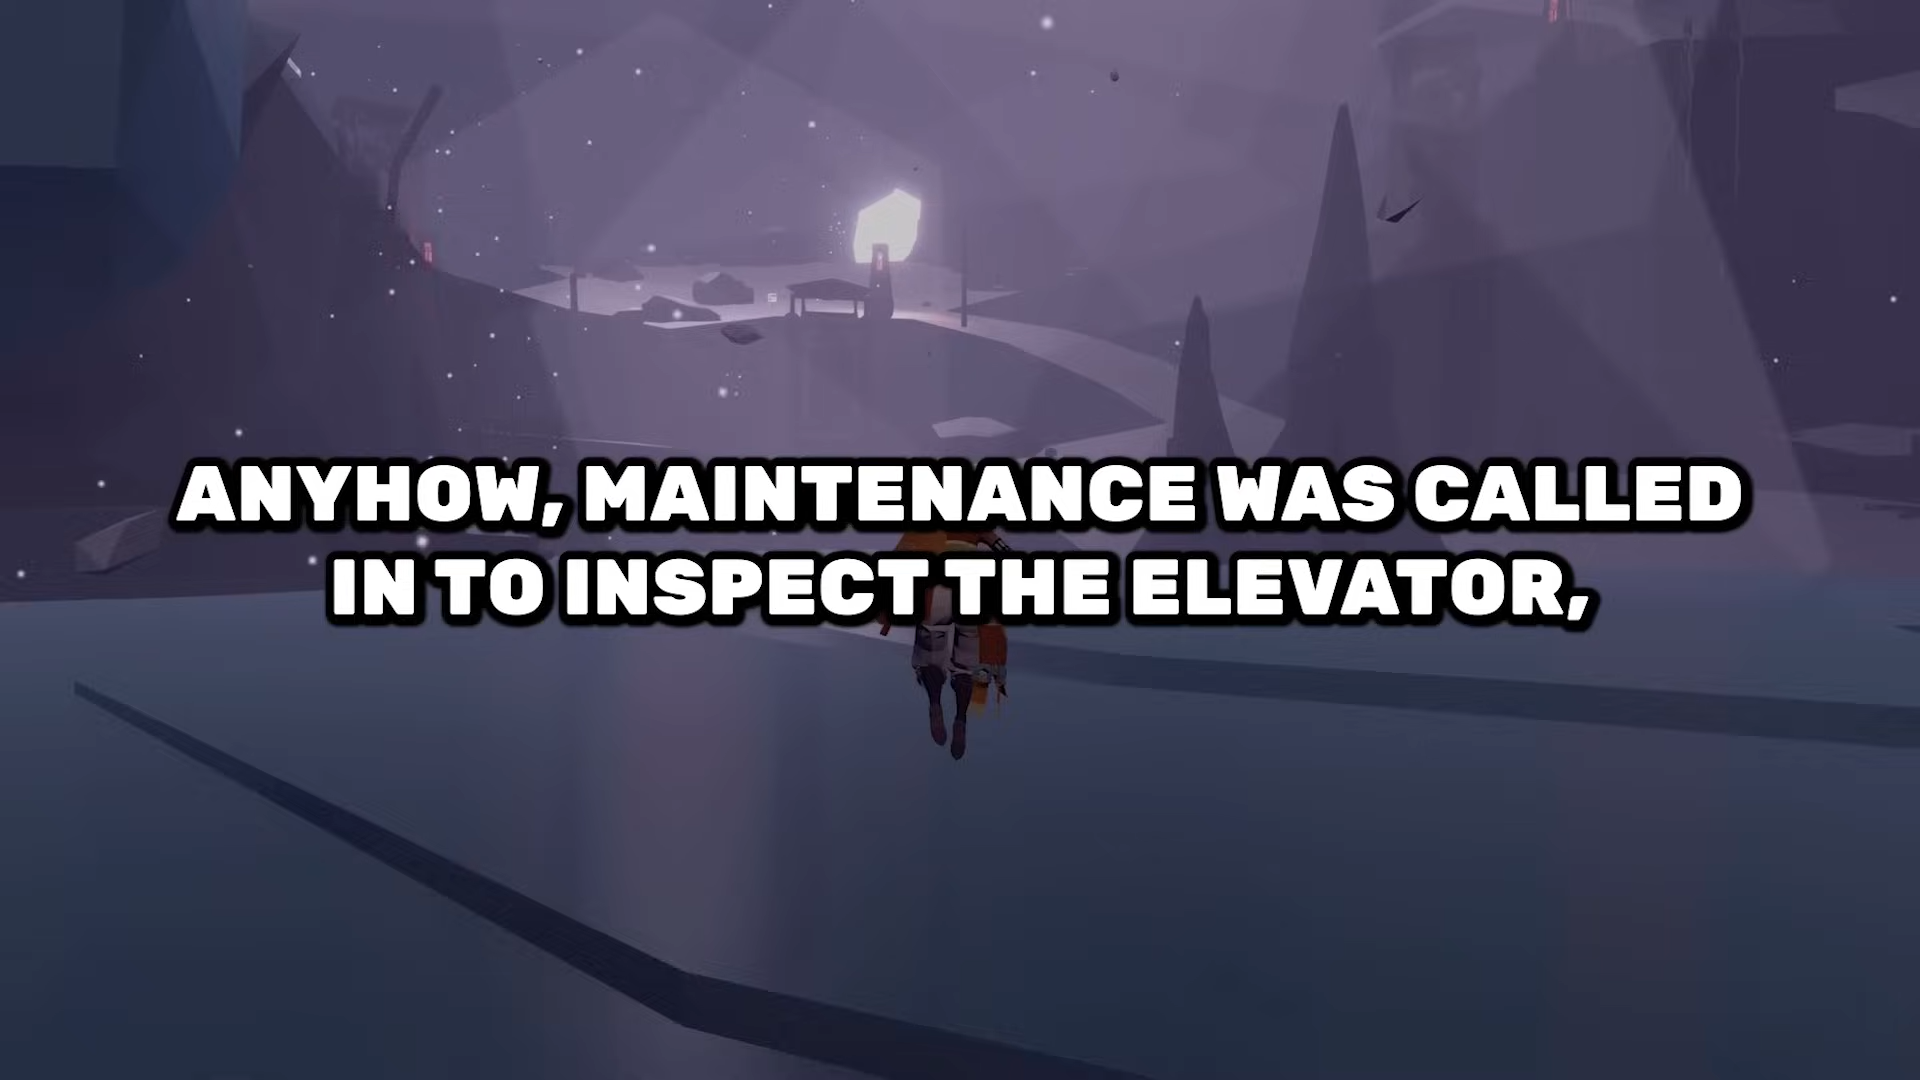 ANYHOW, MAINTENANCE WAS CALLED
IN TO INSPECT THE ELEVATOR,